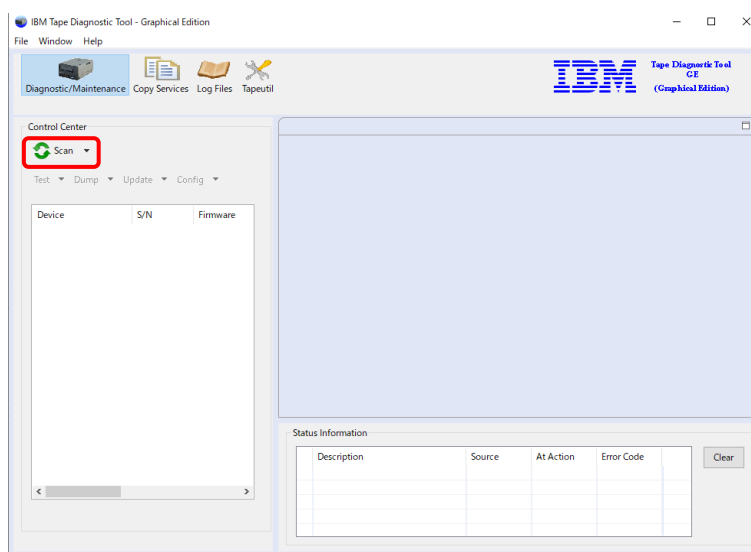 IBM Tape Diagnostic Tool - Graphical Edition
File Window Help
Diagnostic/Maintenance Copy Services Log Files Tapeutil
IBM
Tape Diagnostic Tool
GE
(Graphical Edition)
Control Center
Scan
Test Dump Update Config
Device S/N Firmware
Status Information
Description Source At Action Error Code
Clear